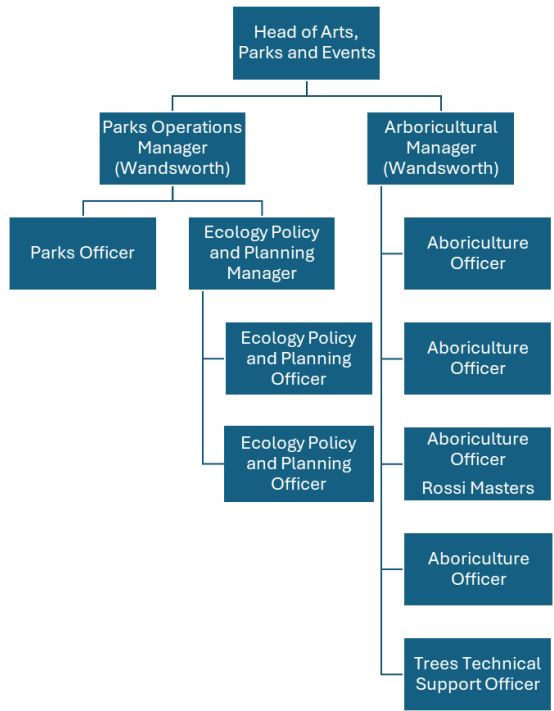 Head of Arts,
Parks and Events
Parks Operations
Manager
(Wandsworth)
Arboricultural
Manager
(Wandsworth)
Parks Officer
Ecology Policy
and Planning
Manager
Ecology Policy
and Planning
Officer
Ecology Policy
and Planning
Officer
Aboriculture
Officer
Aboriculture
Officer
Aboriculture
Officer
Rossi Masters
Aboriculture
Officer
Trees Technical
Support Officer